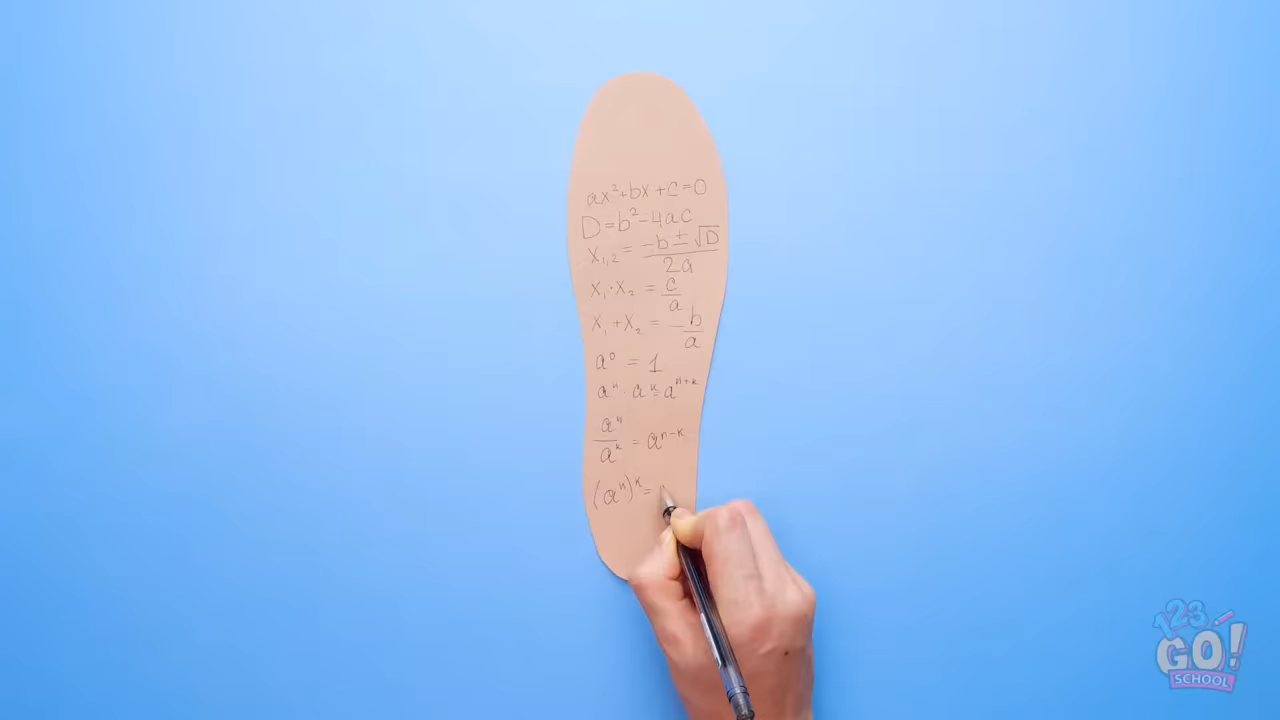 ax²+bx+c=0
D=b²-4ac
x₁,₂ = (-b±√D)/2a
x₁·x₂ = c/a
x₁+x₂ = -b/a
a⁰ = 1
aⁿ·aᵏ=aⁿ⁺ᵏ
aⁿ/aᵏ = aⁿ⁻ᵏ
(aⁿ)ᵏ=
123
GO!
SCHOOL